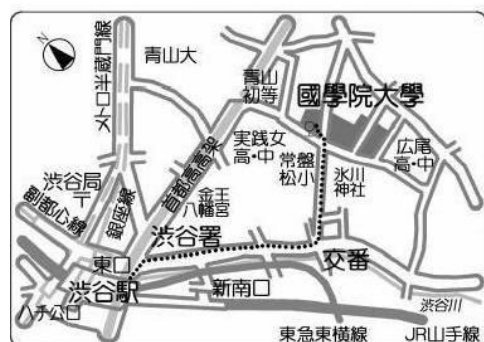 N
青山大
メトロ半蔵門線
青山
初等
國學院大學
実践女
高・中
常盤
松小
広尾
高・中
氷川
神社
首都高高架
渋谷局
〒
副都心線
銀座線
金王
八幡宮
渋谷署
東口
交番
渋谷駅
新南口
ハチ公口
渋谷川
東急東横線
JR山手線